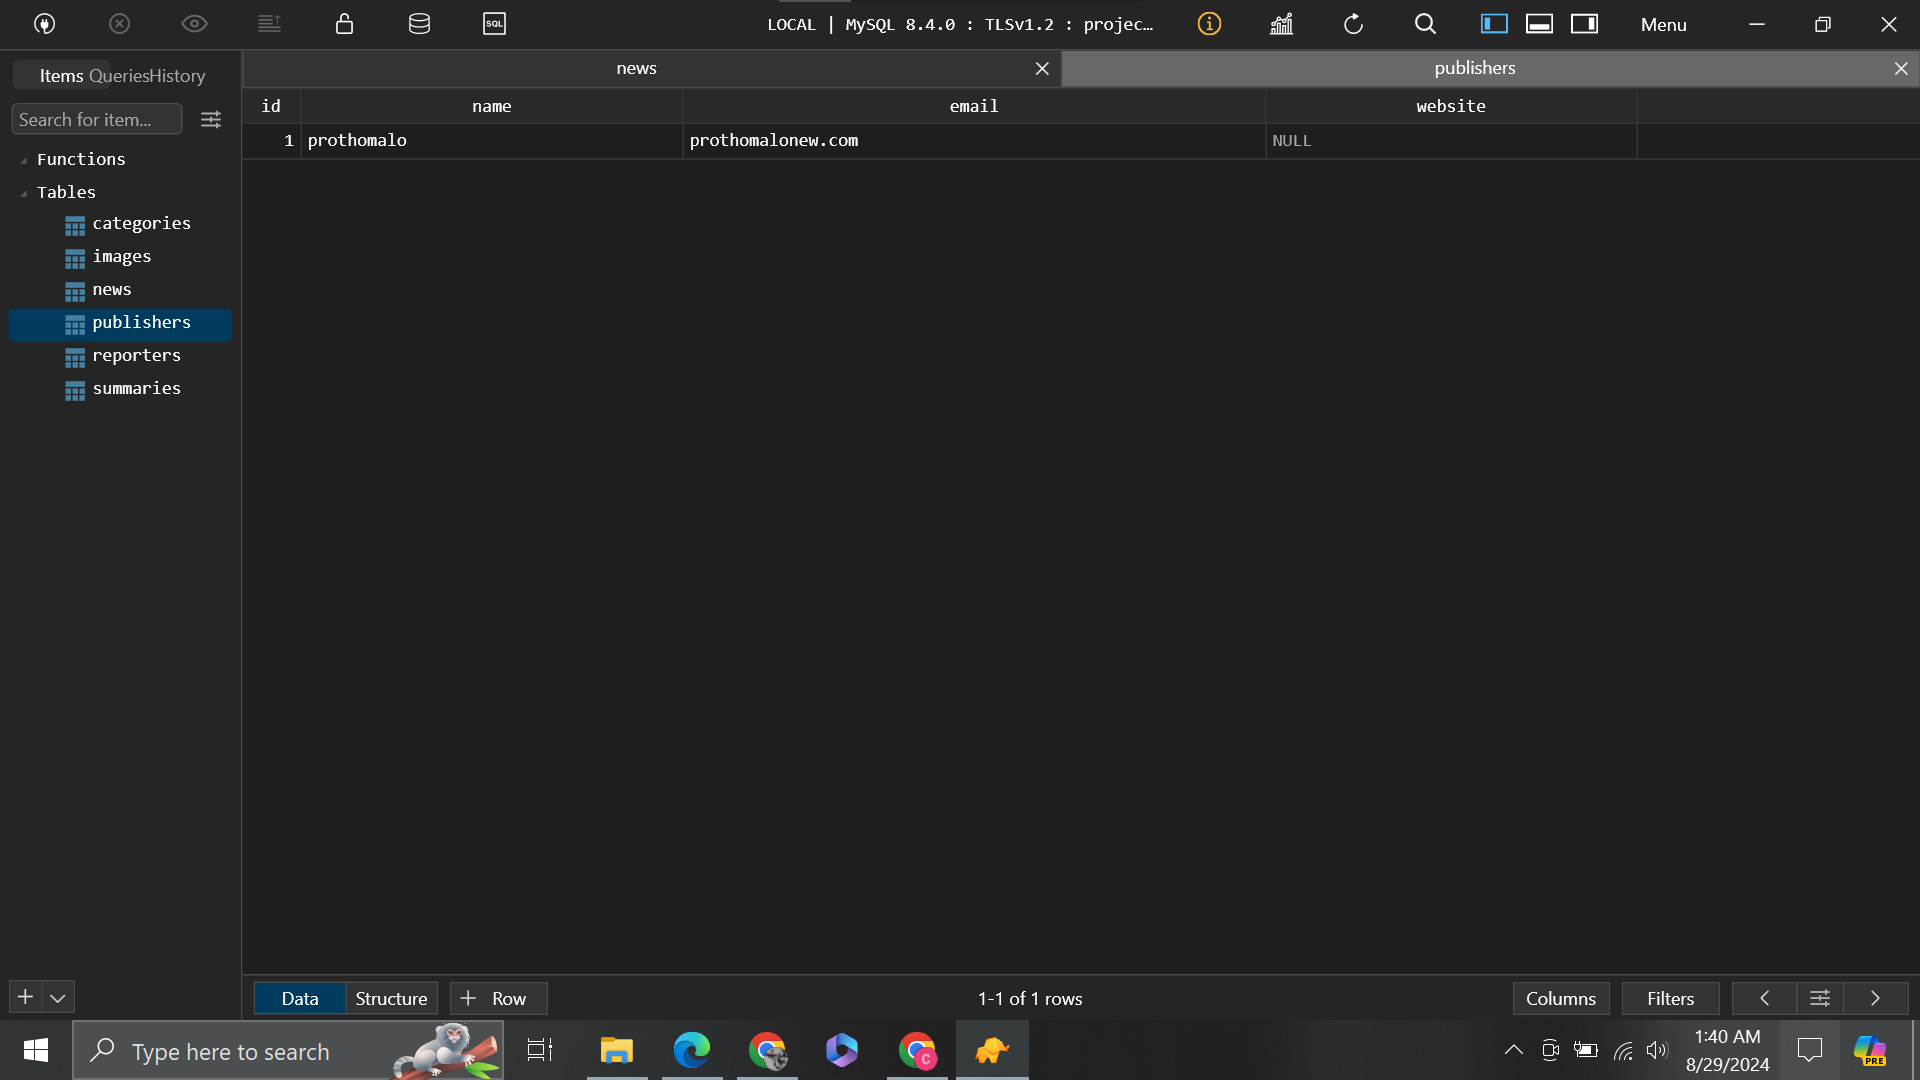 SQL
LOCAL | MySQL 8.4.0 : TLSv1.2 : projec...
Menu
Items Queries History
news
publishers
Search for item...
id name email website
1 prothomalo prothomalonew.com NULL
Functions
Tables
categories
images
news
publishers
reporters
summaries
Data Structure + Row
1-1 of 1 rows
Columns Filters
Type here to search
C
1:40 AM
8/29/2024
PRE